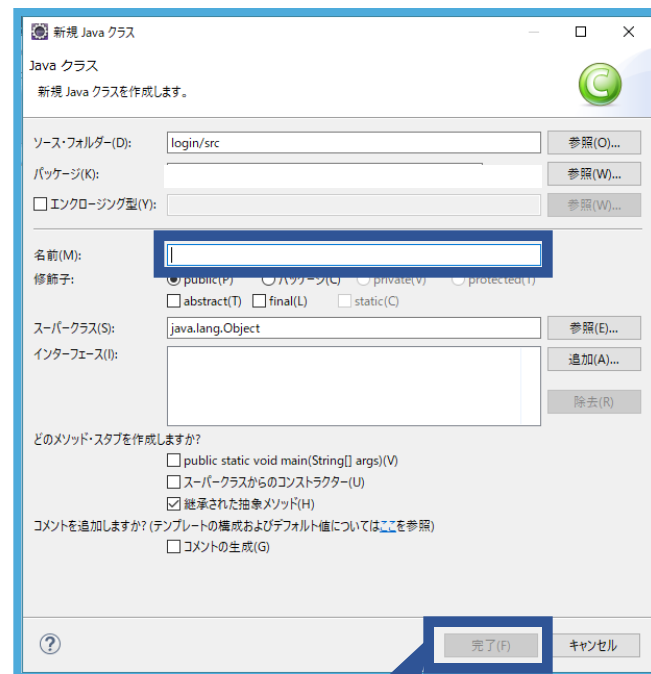 新規 Java クラス
Java クラス
新規 Java クラスを作成します。
C
ソース・フォルダー(D): login/src 参照(O)...
パッケージ(K): 参照(W)...
エンクロージング型(Y): 参照(W)...
名前(M):
修飾子: public(P) パッケージ(C) private(V) protected(T)
abstract(T) final(L) static(C)
スーパークラス(S): java.lang.Object 参照(E)...
インターフェース(I): 追加(A)...
除去(R)
どのメソッド・スタブを作成しますか?
public static void main(String[] args)(V)
スーパークラスからのコンストラクター(U)
継承された抽象メソッド(H)
コメントを追加しますか? (テンプレートの構成およびデフォルト値についてはここを参照)
コメントの生成(G)
? 完了(F) キャンセル